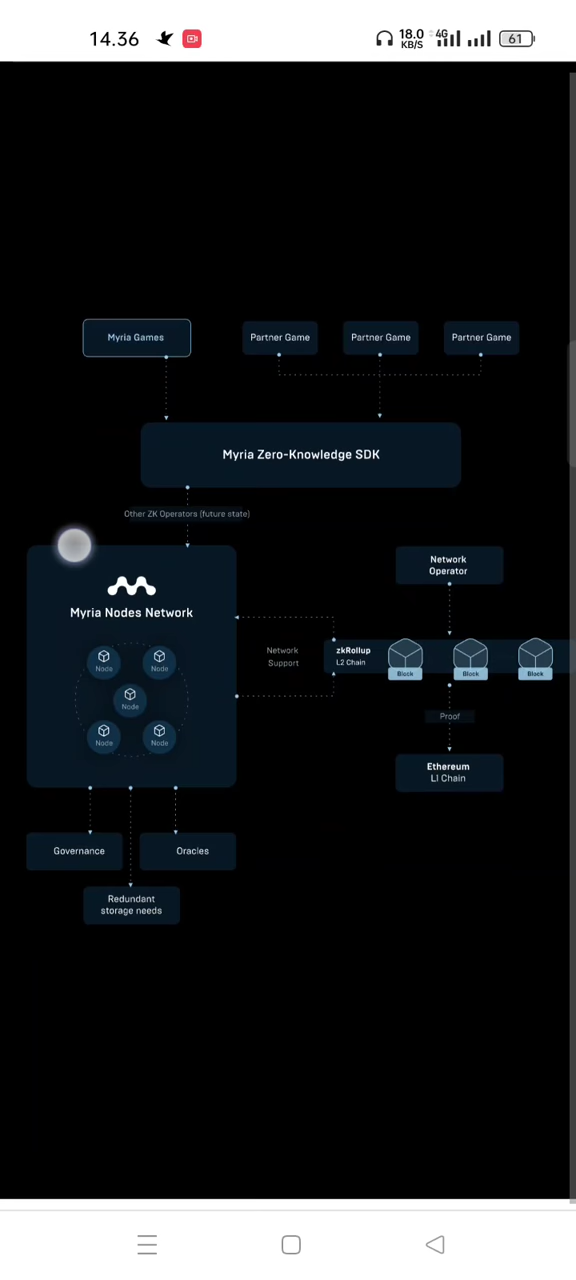 14.36
18.0
KB/S
4G
61
Myria Games
Partner Game
Partner Game
Partner Game
Myria Zero-Knowledge SDK
Other ZK Operators (future state)
Myria Nodes Network
Node
Node
Node
Node
Node
Network
Support
Network
Operator
zkRollup
L2 Chain
Block
Block
Block
Proof
Ethereum
L1 Chain
Governance
Oracles
Redundant
storage needs